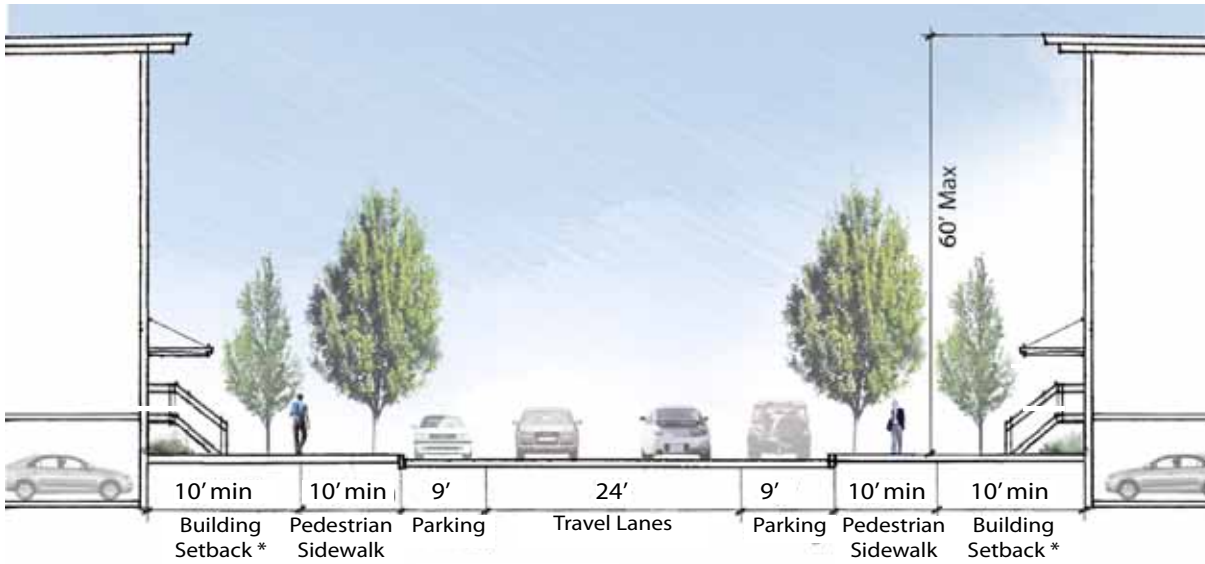 60' Max
10' min 10' min 9' 24' 9' 10' min 10' min
Building Setback *
Pedestrian Sidewalk
Parking
Travel Lanes
Parking
Pedestrian Sidewalk
Building Setback *